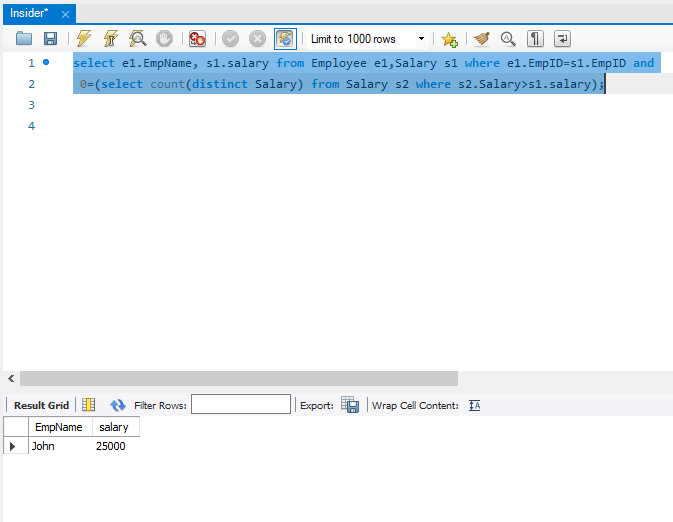 Insider*
Limit to 1000 rows
1 select e1.EmpName, s1.salary from Employee e1,Salary s1 where e1.EmpID=s1.EmpID and
2 0=(select count(distinct Salary) from Salary s2 where s2.Salary>s1.salary);
3
4
Result Grid Filter Rows: Export: Wrap Cell Content:
EmpName salary
John 25000